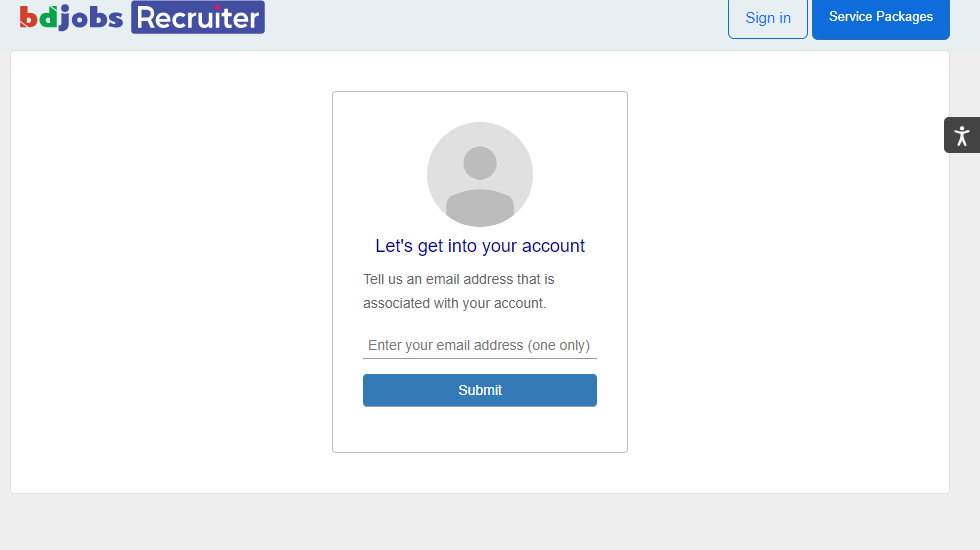 bdjobs Recruiter
Sign in
Service Packages
Let's get into your account
Tell us an email address that is
associated with your account.
Enter your email address (one only)
Submit